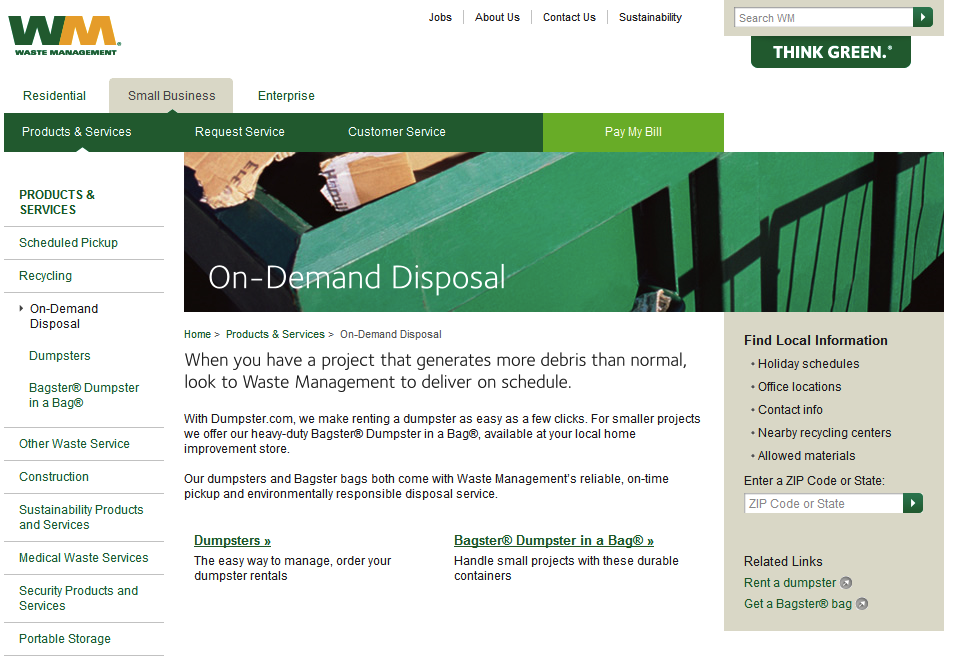 WM
WASTE MANAGEMENT
Jobs
About Us
Contact Us
Sustainability
Search WM
THINK GREEN.®
Residential
Small Business
Enterprise
Products & Services
Request Service
Customer Service
Pay My Bill
PRODUCTS &
SERVICES
Scheduled Pickup
Recycling
On-Demand
Disposal
Dumpsters
Bagster® Dumpster
in a Bag®
Other Waste Service
Construction
Sustainability Products
and Services
Medical Waste Services
Security Products and
Services
Portable Storage
On-Demand Disposal
Home > Products & Services > On-Demand Disposal
When you have a project that generates more debris than normal,
look to Waste Management to deliver on schedule.
With Dumpster.com, we make renting a dumpster as easy as a few clicks. For smaller projects
we offer our heavy-duty Bagster® Dumpster in a Bag®, available at your local home
improvement store.
Our dumpsters and Bagster bags both come with Waste Management's reliable, on-time
pickup and environmentally responsible disposal service.
Dumpsters »
The easy way to manage, order your
dumpster rentals
Bagster® Dumpster in a Bag® »
Handle small projects with these durable
containers
Find Local Information
• Holiday schedules
• Office locations
• Contact info
• Nearby recycling centers
• Allowed materials
Enter a ZIP Code or State:
ZIP Code or State
Related Links
Rent a dumpster
Get a Bagster® bag